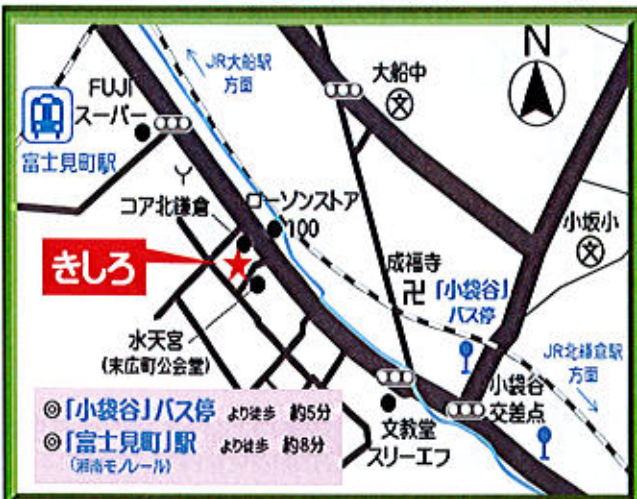 N
JR大船駅
方面
大船中
FUJI
スーパー
富士見町駅
コア北鎌倉
ローソンストア
100
小坂小
きしろ
成福寺
「小袋谷」
バス停
水天宮
(末広町公会堂)
JR北鎌倉駅
方面
小袋谷
交差点
文教堂
スリーエフ
◎「小袋谷」バス停 より徒歩 約5分
◎「富士見町」駅 より徒歩 約8分
(湘南モノレール)